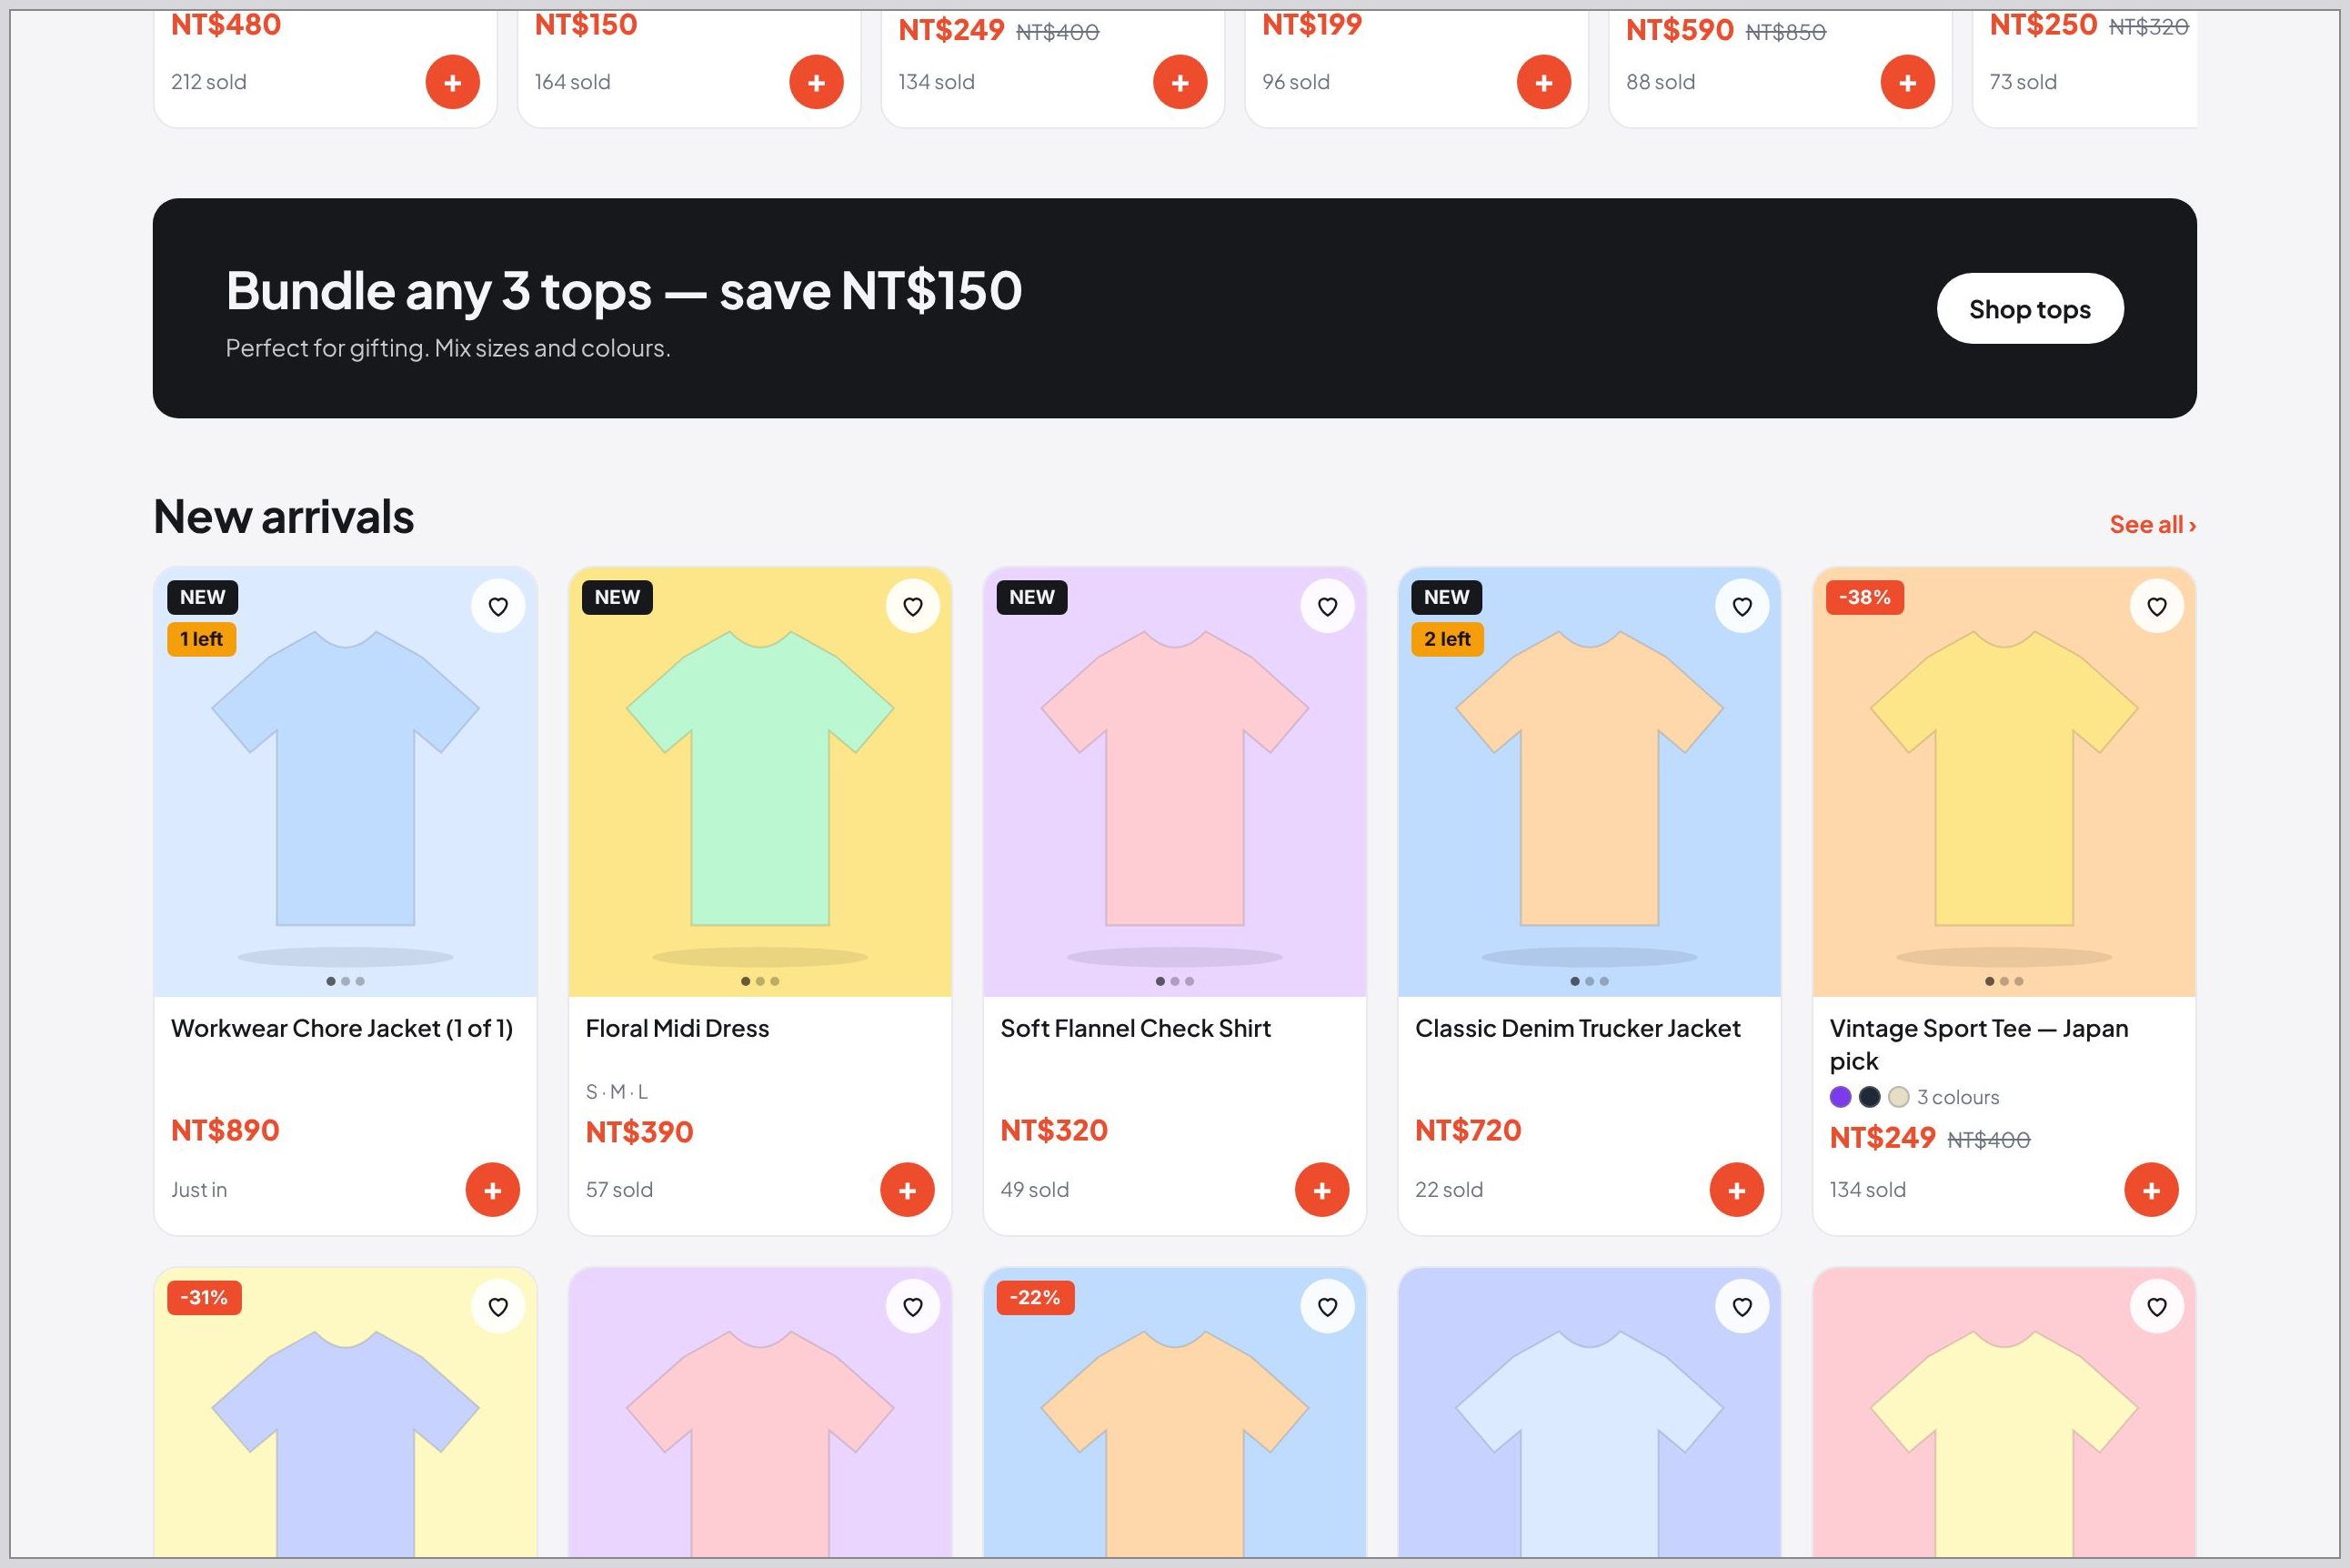 NT$480
212 sold
+
NT$150
164 sold
+
NT$249 NT$400
134 sold
+
NT$199
96 sold
+
NT$590 NT$850
88 sold
+
NT$250 NT$320
73 sold
Bundle any 3 tops — save NT$150
Perfect for gifting. Mix sizes and colours.
Shop tops
New arrivals
See all ›
NEW
1 left
Workwear Chore Jacket (1 of 1)
NT$890
Just in
+
NEW
Floral Midi Dress
S · M · L
NT$390
57 sold
+
NEW
Soft Flannel Check Shirt
NT$320
49 sold
+
NEW
2 left
Classic Denim Trucker Jacket
NT$720
22 sold
+
-38%
Vintage Sport Tee — Japan
pick
3 colours
NT$249 NT$400
134 sold
+
-31%
-22%